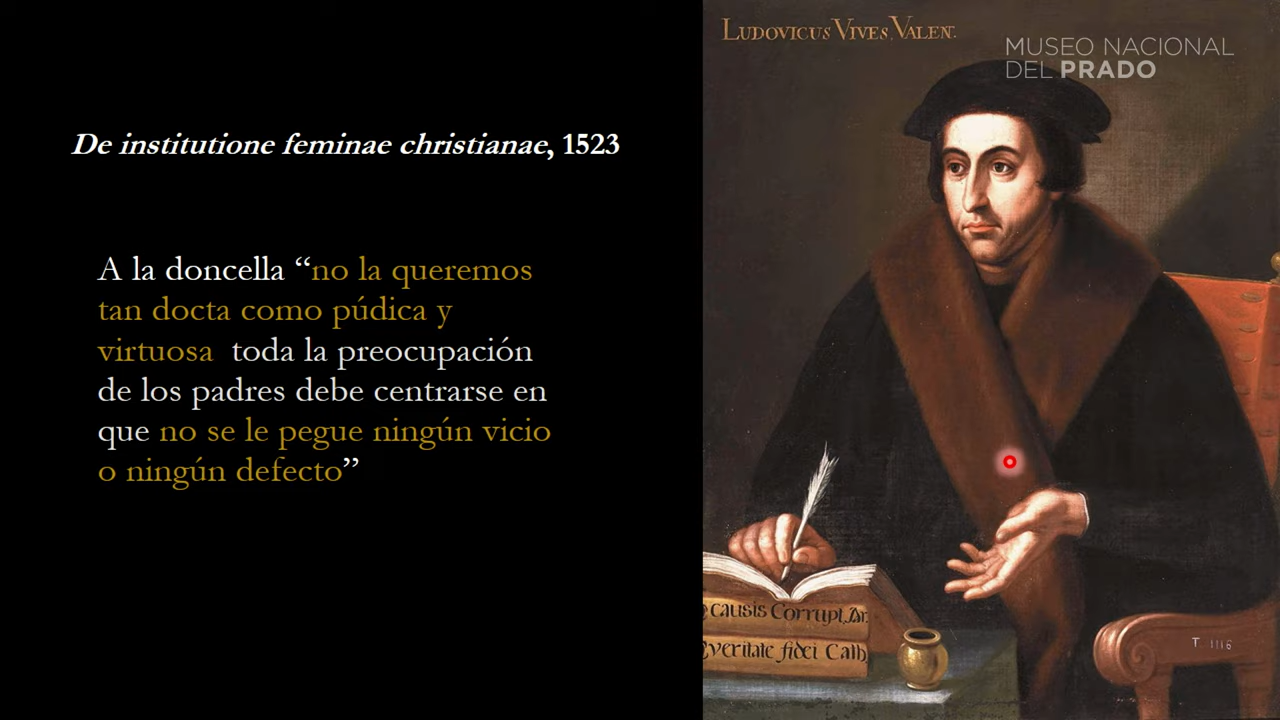 De institutione feminae christianae, 1523
A la doncella “no la queremos
tan docta como púdica y
virtuosa toda la preocupación
de los padres debe centrarse en
que no se le pegue ningún vicio
o ningún defecto”
LUDOVICUS VIVES, VALEN.
MUSEO NACIONAL
DEL PRADO
causis Corrupt. Ar.
veritate fidei Cath
T. 1116